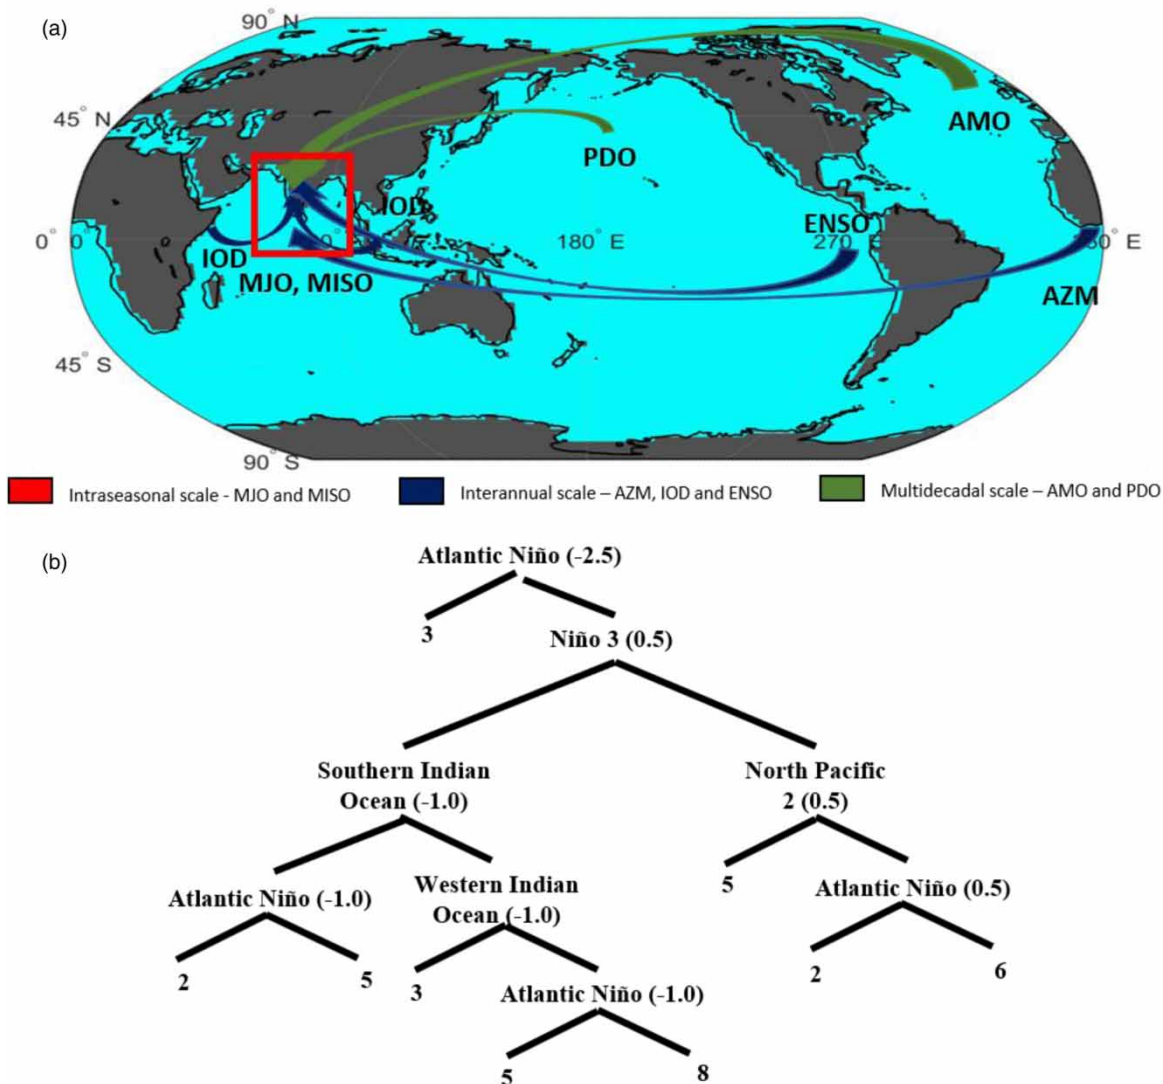 (a)
90° N
45° N
AMO
PDO
IOD
ENSO
0° 0°
180° E
270
E
IOD
MJO, MISO
AZM
45° S
90° S
Intraseasonal scale - MJO and MISO
Interannual scale – AZM, IOD and ENSO
Multidecadal scale – AMO and PDO
(b)
Atlantic Niño (-2.5)
3
Niño 3 (0.5)
Southern Indian
Ocean (-1.0)
North Pacific
2 (0.5)
Atlantic Niño (-1.0)
Western Indian
Ocean (-1.0)
5
Atlantic Niño (0.5)
2
5
3
Atlantic Niño (-1.0)
2
6
5
8